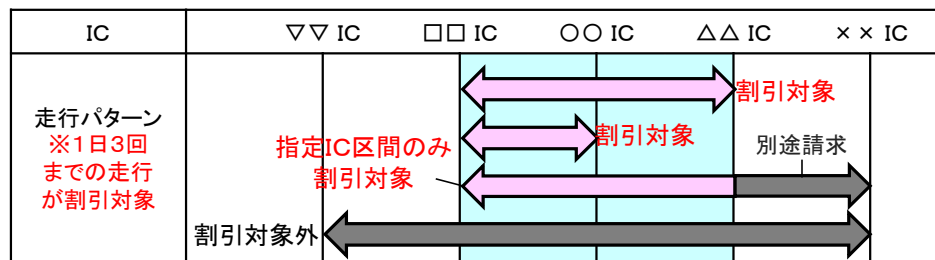 IC
▽▽ IC
□□ IC
○○ IC
△△ IC
×× IC
走行パターン
※1日3回
までの走行
が割引対象
割引対象
割引対象
指定IC区間のみ
割引対象
別途請求
割引対象外